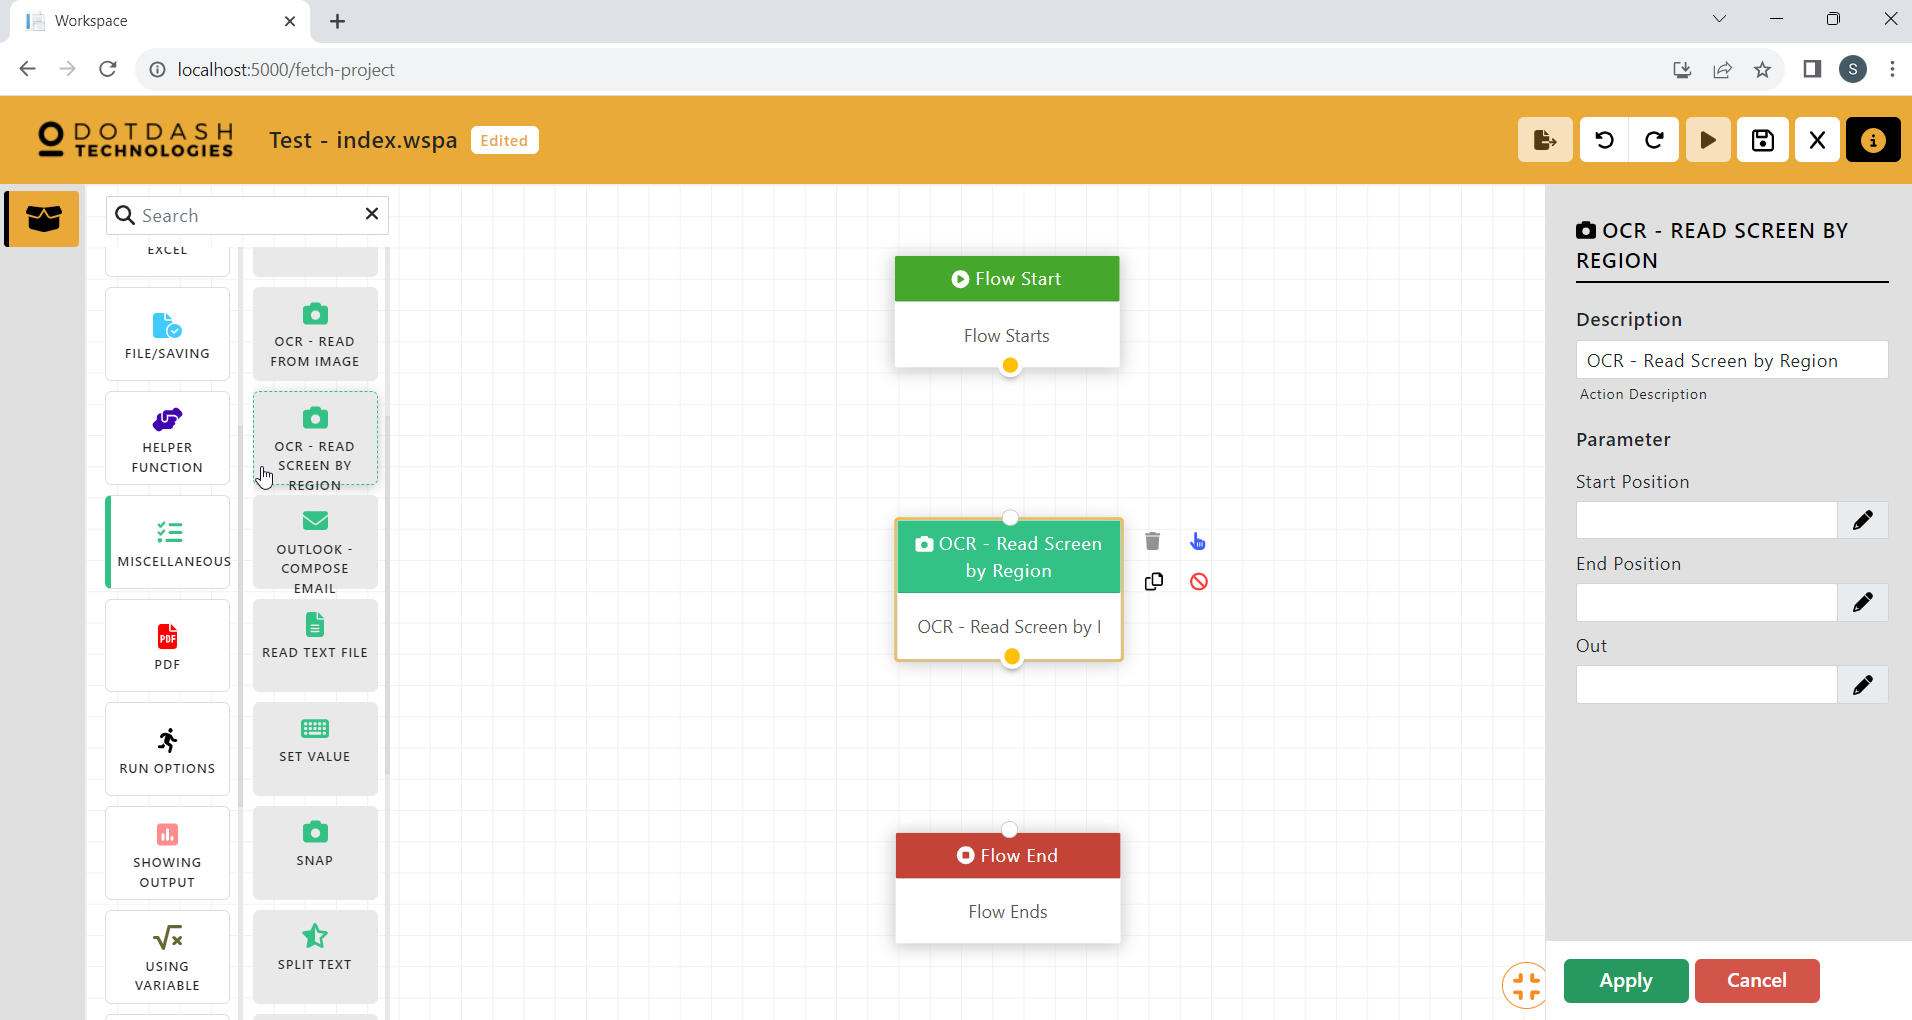 Workspace
localhost:5000/fetch-project
S
DOTDASH
TECHNOLOGIES
Test - index.wspa
Edited
Search
EXCEL
FILE/SAVING
HELPER
FUNCTION
MISCELLANEOUS
PDF
PDF
RUN OPTIONS
SHOWING
OUTPUT
USING
VARIABLE
OCR - READ
FROM IMAGE
OCR - READ
SCREEN BY
REGION
OUTLOOK -
COMPOSE
EMAIL
READ TEXT FILE
SET VALUE
SNAP
SPLIT TEXT
Flow Start
Flow Starts
OCR - Read Screen
by Region
OCR - Read Screen by I
Flow End
Flow Ends
OCR - READ SCREEN BY
REGION
Description
OCR - Read Screen by Region
Action Description
Parameter
Start Position
End Position
Out
Apply
Cancel